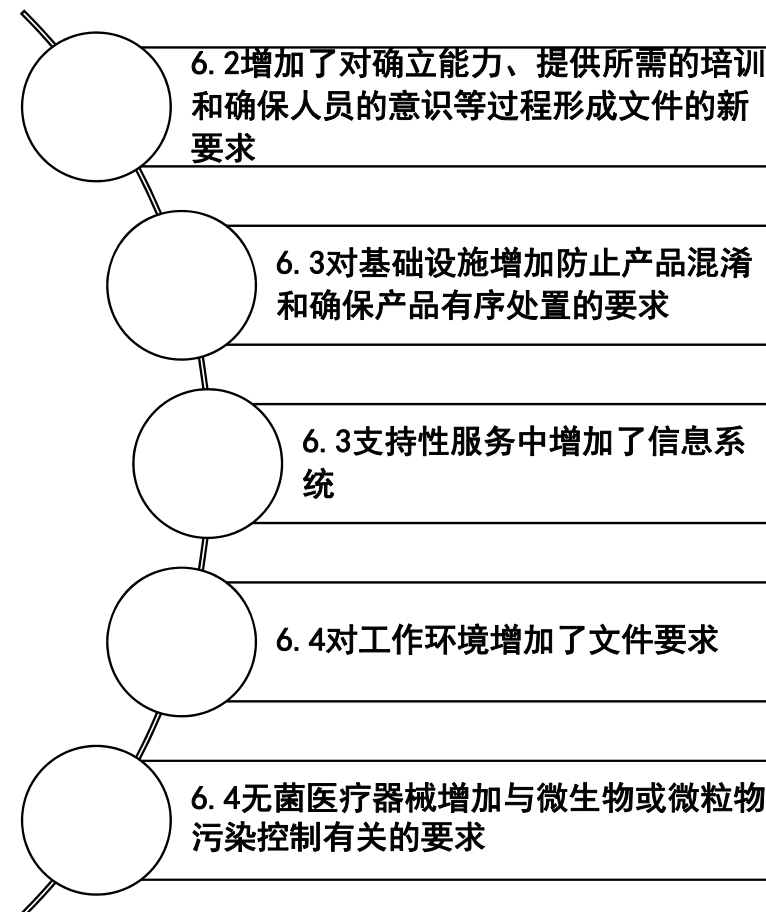 6.2增加了对确立能力、提供所需的培训
和确保人员的意识等过程形成文件的新
要求
6.3对基础设施增加防止产品混淆
和确保产品有序处置的要求
6.3支持性服务中增加了信息系
统
6.4对工作环境增加了文件要求
6.4无菌医疗器械增加与微生物或微粒物
污染控制有关的要求